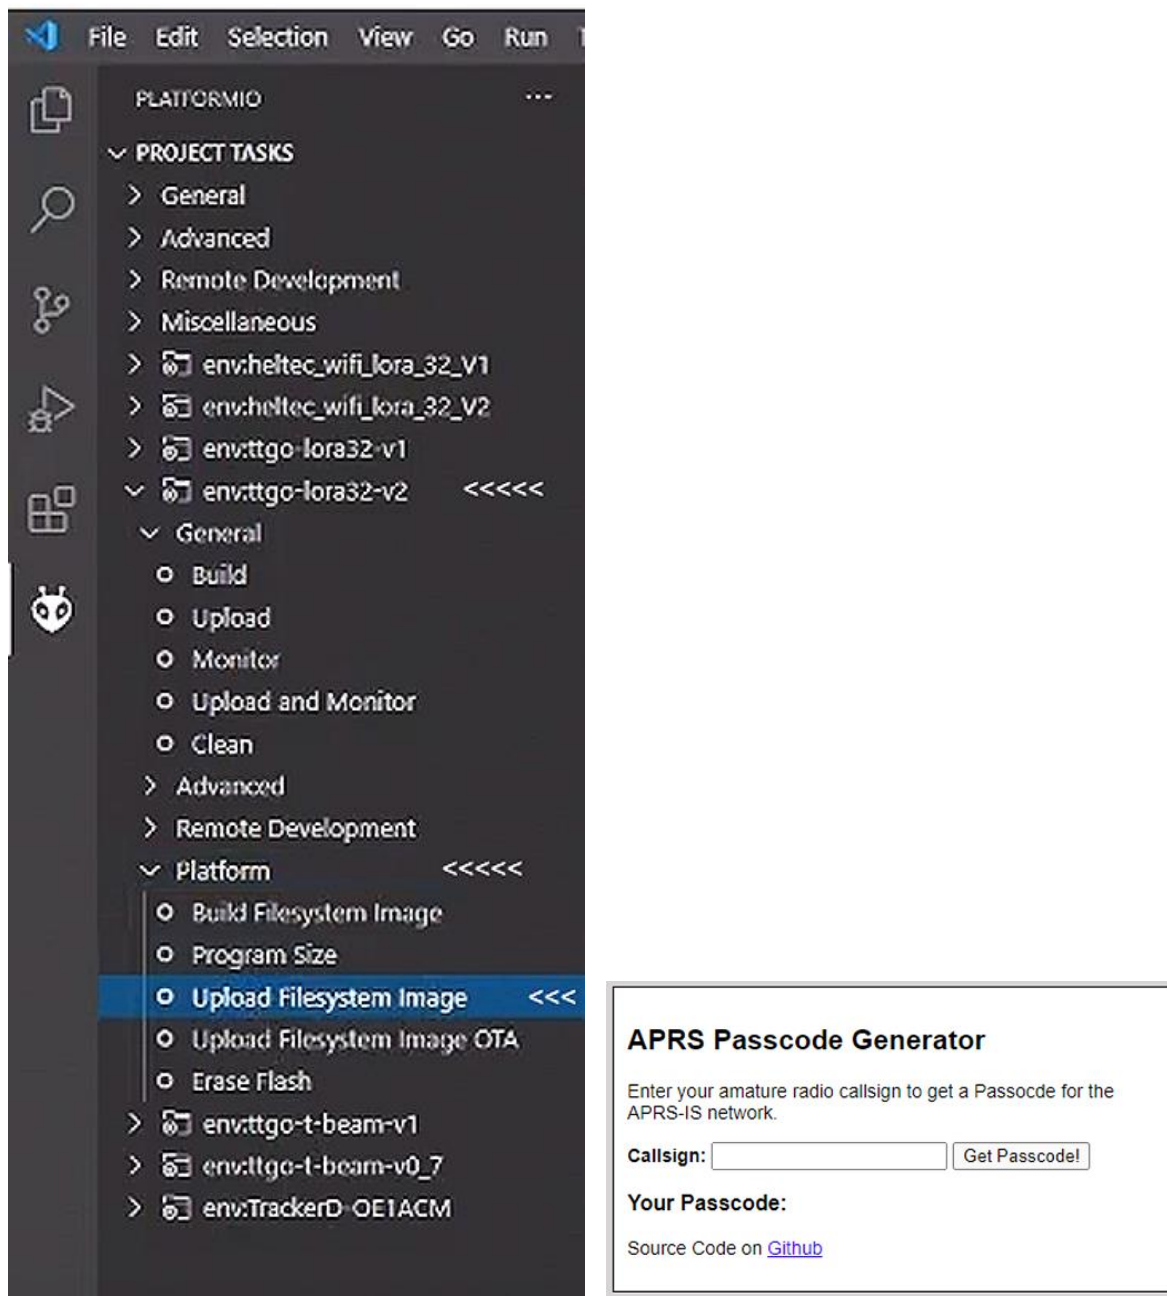 File Edit Selection View Go Run
PLATFORMIO ...
PROJECT TASKS
General
Advanced
Remote Development
Miscellaneous
env:heltec_wifi_lora_32_V1
env:heltec_wifi_lora_32_V2
env:ttgo-lora32-v1
env:ttgo-lora32-v2 <<<<<
General
Build
Upload
Monitor
Upload and Monitor
Clean
Advanced
Remote Development
Platform <<<<<
Build Filesystem Image
Program Size
Upload Filesystem Image <<<
Upload Filesystem Image OTA
Erase Flash
env:ttgo-t-beam-v1
env:ttgo-t-beam-v0_7
env:TrackerD-OE1ACM
APRS Passcode Generator
Enter your amature radio callsign to get a Passocde for the
APRS-IS network.
Callsign: Get Passcode!
Your Passcode:
Source Code on Github